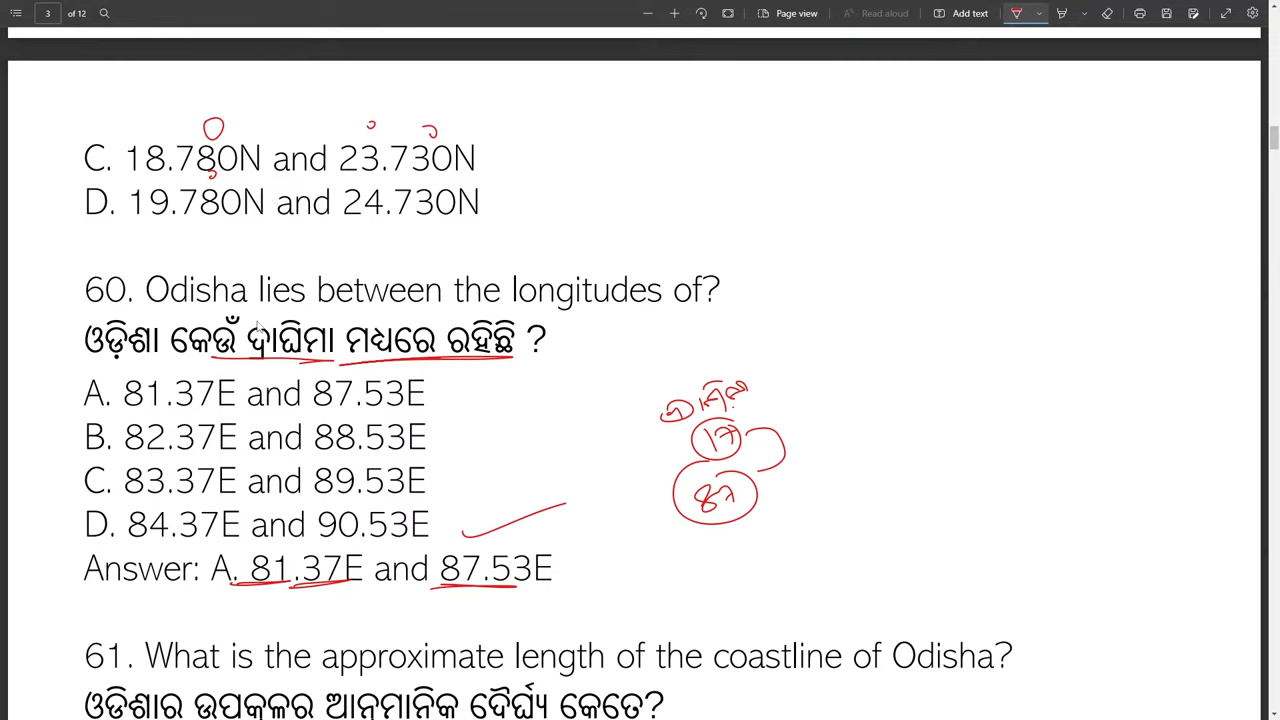 3 of 12 Page view Read aloud Add text
C. 18.780N and 23.730N
D. 19.780N and 24.730N
60. Odisha lies between the longitudes of?
ଓଡ଼ିଶା କେଉଁ ଦ୍ରାଘିମା ମଧ୍ୟରେ ରହିଛି ?
A. 81.37E and 87.53E
B. 82.37E and 88.53E
17
C. 83.37E and 89.53E
87
D. 84.37E and 90.53E
Answer: A. 81.37E and 87.53E
61. What is the approximate length of the coastline of Odisha?
ଓଡିଶାର ଉପକୂଳର ଆନୁମାନିକ ଦୈର୍ଘ୍ୟ କେତେ?